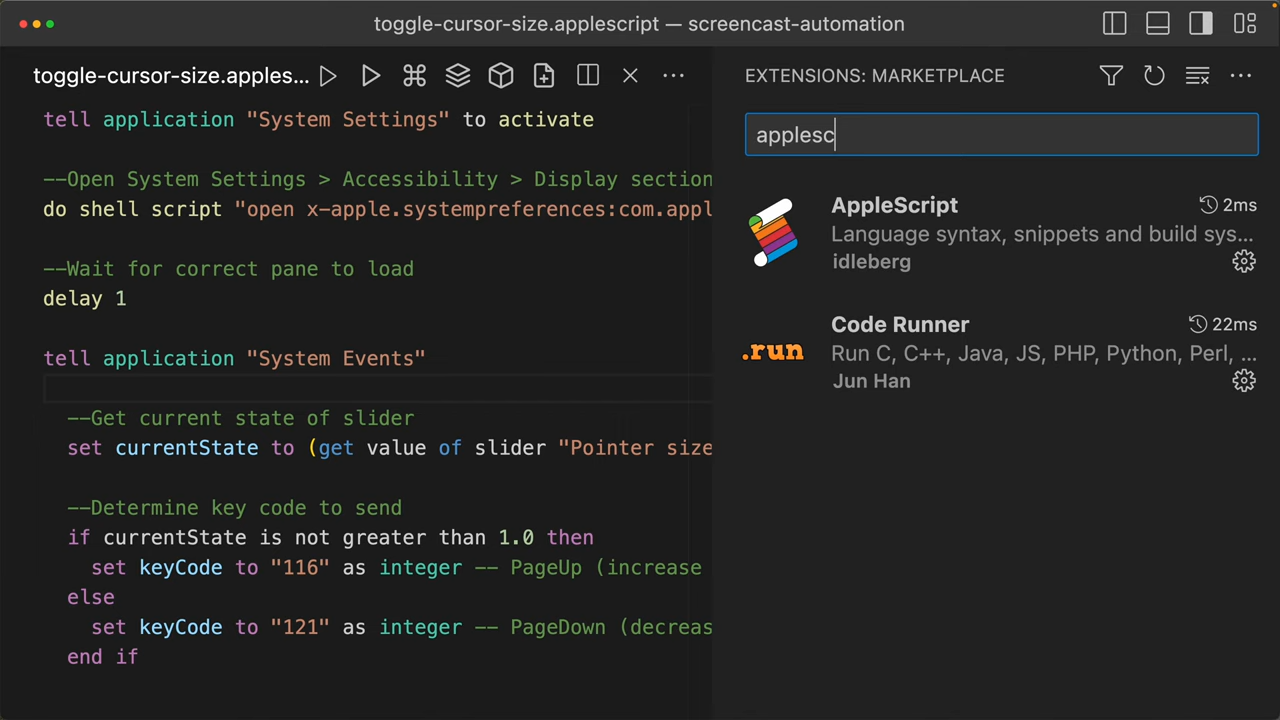 toggle-cursor-size.applescript — screencast-automation
toggle-cursor-size.apples...
tell application "System Settings" to activate
--Open System Settings > Accessibility > Display section
do shell script "open x-apple.systempreferences:com.appl
--Wait for correct pane to load
delay 1
tell application "System Events"
--Get current state of slider
set currentState to (get value of slider "Pointer size
--Determine key code to send
if currentState is not greater than 1.0 then
set keyCode to "116" as integer -- PageUp (increase
else
set keyCode to "121" as integer -- PageDown (decreas
end if
EXTENSIONS: MARKETPLACE
applesc
AppleScript
2ms
Language syntax, snippets and build sys...
idleberg
.run
Code Runner
22ms
Run C, C++, Java, JS, PHP, Python, Perl, ...
Jun Han